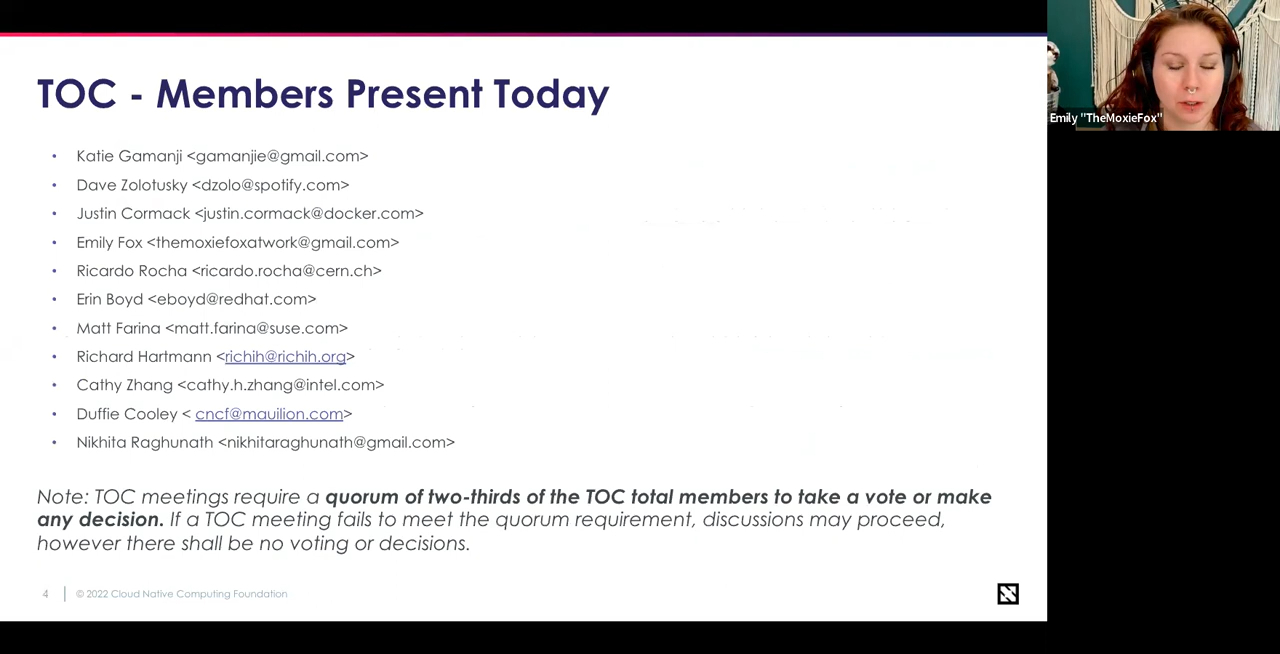 TOC - Members Present Today
• Katie Gamanji <gamanjie@gmail.com>
• Dave Zolotusky <dzolo@spotify.com>
• Justin Cormack <justin.cormack@docker.com>
• Emily Fox <themoxiefoxatwork@gmail.com>
• Ricardo Rocha <ricardo.rocha@cern.ch>
• Erin Boyd <eboyd@redhat.com>
• Matt Farina <matt.farina@suse.com>
• Richard Hartmann <richih@richih.org>
• Cathy Zhang <cathy.h.zhang@intel.com>
• Duffie Cooley < cncf@mauilion.com>
• Nikhita Raghunath <nikhitaraghunath@gmail.com>
Note: TOC meetings require a quorum of two-thirds of the TOC total members to take a vote or make
any decision. If a TOC meeting fails to meet the quorum requirement, discussions may proceed,
however there shall be no voting or decisions.
4 | © 2022 Cloud Native Computing Foundation
Emily "TheMoxieFox"